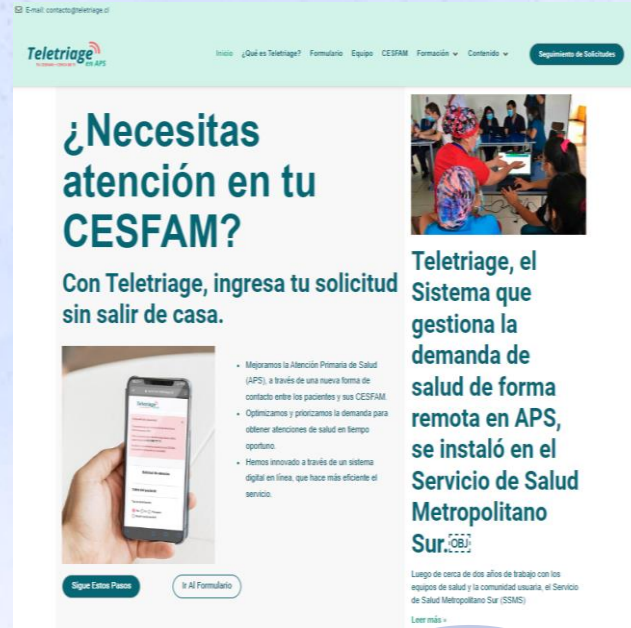 E-mail: contacto@teletriage.cl
Teletriage
en APS
Inicio ¿Qué es Teletriage? Formulario Equipo CESFAM Formación Contenido Seguimiento de Solicitudes
¿Necesitas
atención en tu
CESFAM?
Con Teletriage, ingresa tu solicitud
sin salir de casa.
Mejoramos la Atención Primaria de Salud
(APS), a través de una nueva forma de
contacto entre los pacientes y sus CESFAM.
Optimizamos y priorizamos la demanda para
obtener atenciones de salud en tiempo
oportuno.
Hemos innovado a través de un sistema
digital en línea, que hace más eficiente el
servicio.
Sigue Estos Pasos Ir Al Formulario
Teletriage, el
Sistema que
gestiona la
demanda de
salud de forma
remota en APS,
se instaló en el
Servicio de Salud
Metropolitano
Sur.OBJ
Luego de cerca de dos años de trabajo con los
equipos de salud y la comunidad usuaria, el Servicio
de Salud Metropolitano Sur (SSMS)
Leer más »